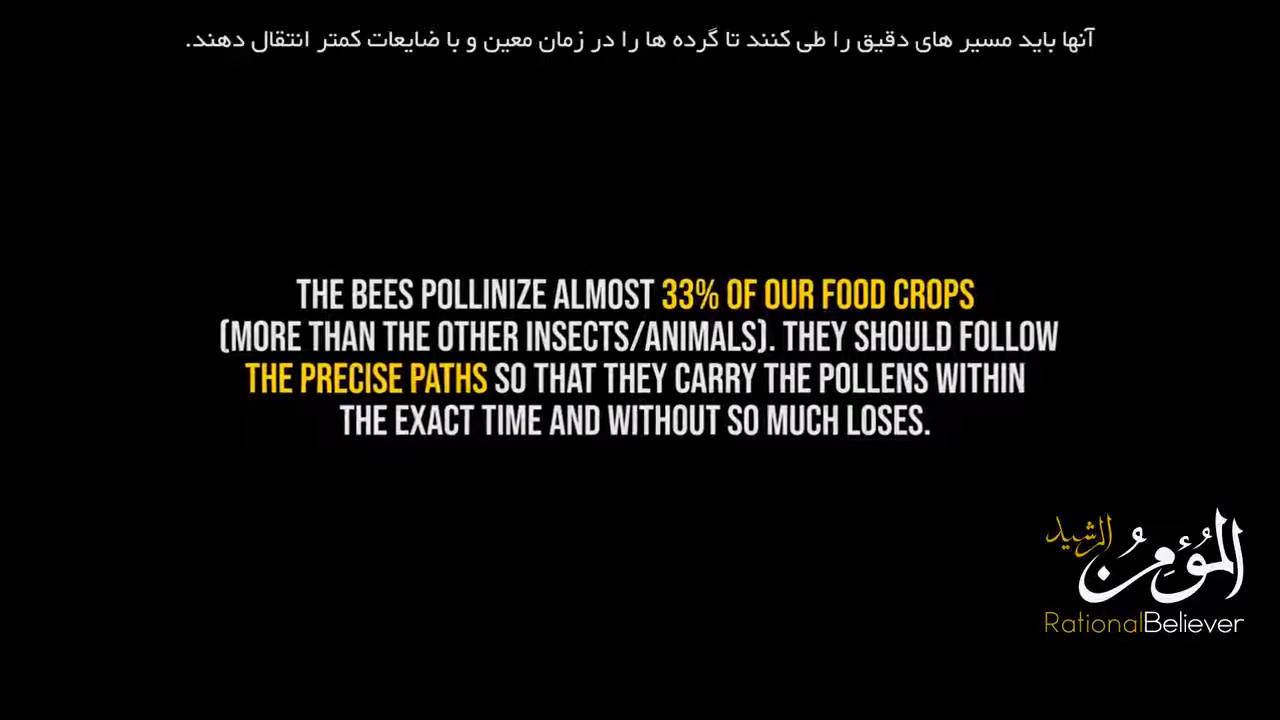 آنها باید مسیر های دقیق را طی کنند تا گرده ها را در زمان معین و با ضایعات کمتر انتقال دهند.
THE BEES POLLINIZE ALMOST 33% OF OUR FOOD CROPS
(MORE THAN THE OTHER INSECTS/ANIMALS). THEY SHOULD FOLLOW
THE PRECISE PATHS SO THAT THEY CARRY THE POLLENS WITHIN
THE EXACT TIME AND WITHOUT SO MUCH LOSES.
المُؤمِنُ الرشيد
RationalBeliever